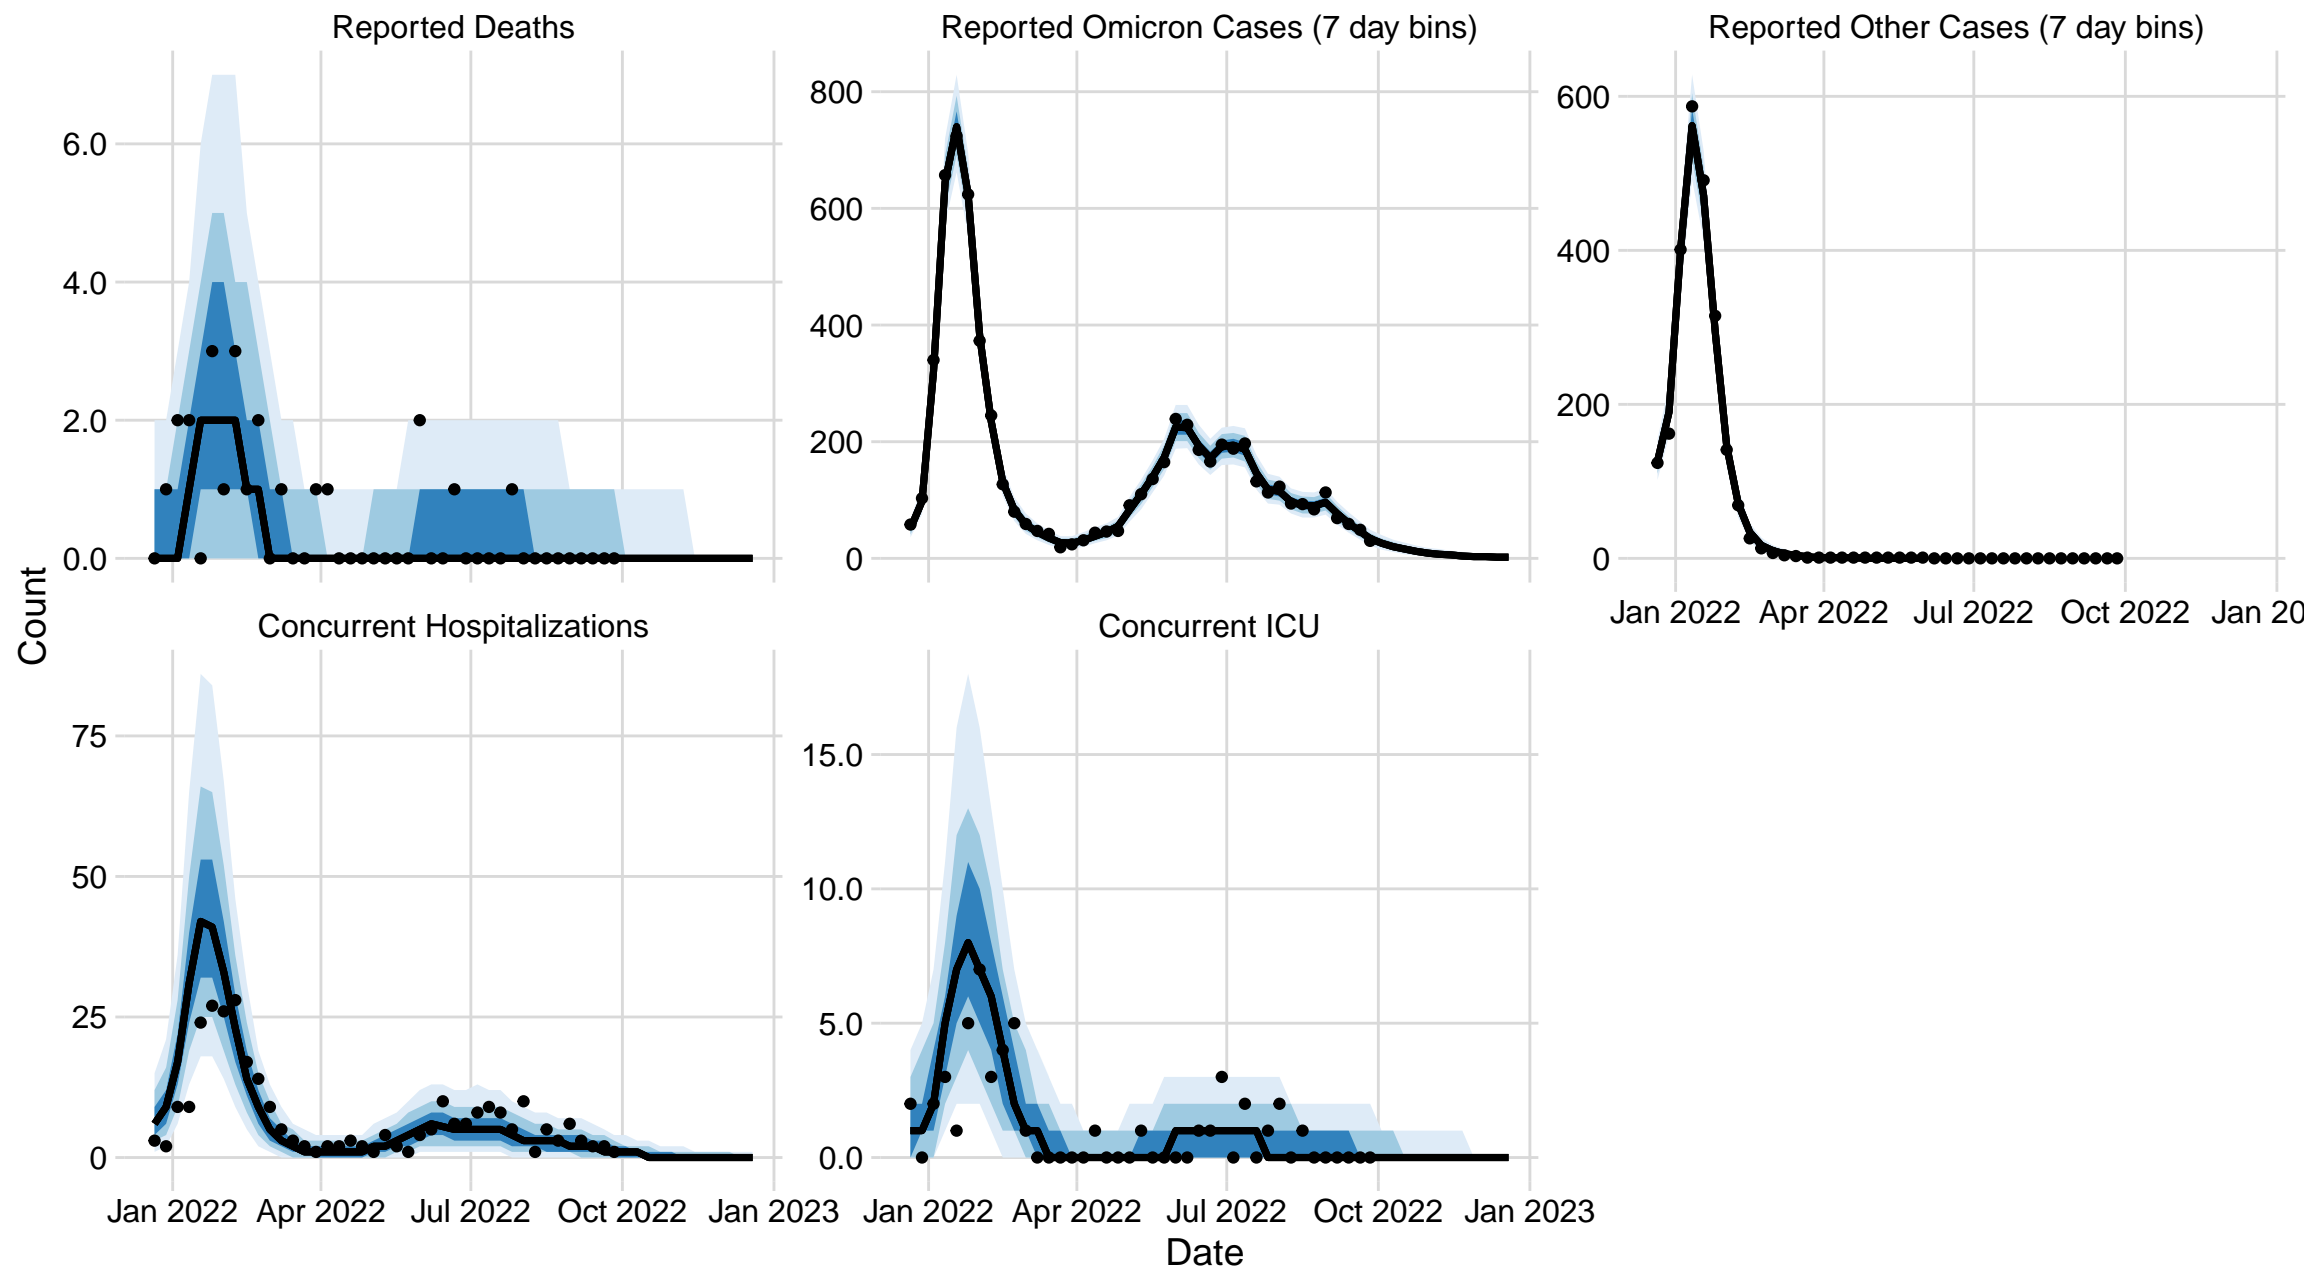 Reported Deaths
Reported Omicron Cases (7 day bins)
Reported Other Cases (7 day bins)
6.0
4.0
2.0
0.0
800
600
400
200
0
600
400
200
0
Jan 2022 Apr 2022 Jul 2022 Oct 2022 Jan 20
Count
Concurrent Hospitalizations
Concurrent ICU
75
50
25
0
15.0
10.0
5.0
0.0
Jan 2022 Apr 2022 Jul 2022 Oct 2022 Jan 2023
Jan 2022 Apr 2022 Jul 2022 Oct 2022 Jan 2023
Date